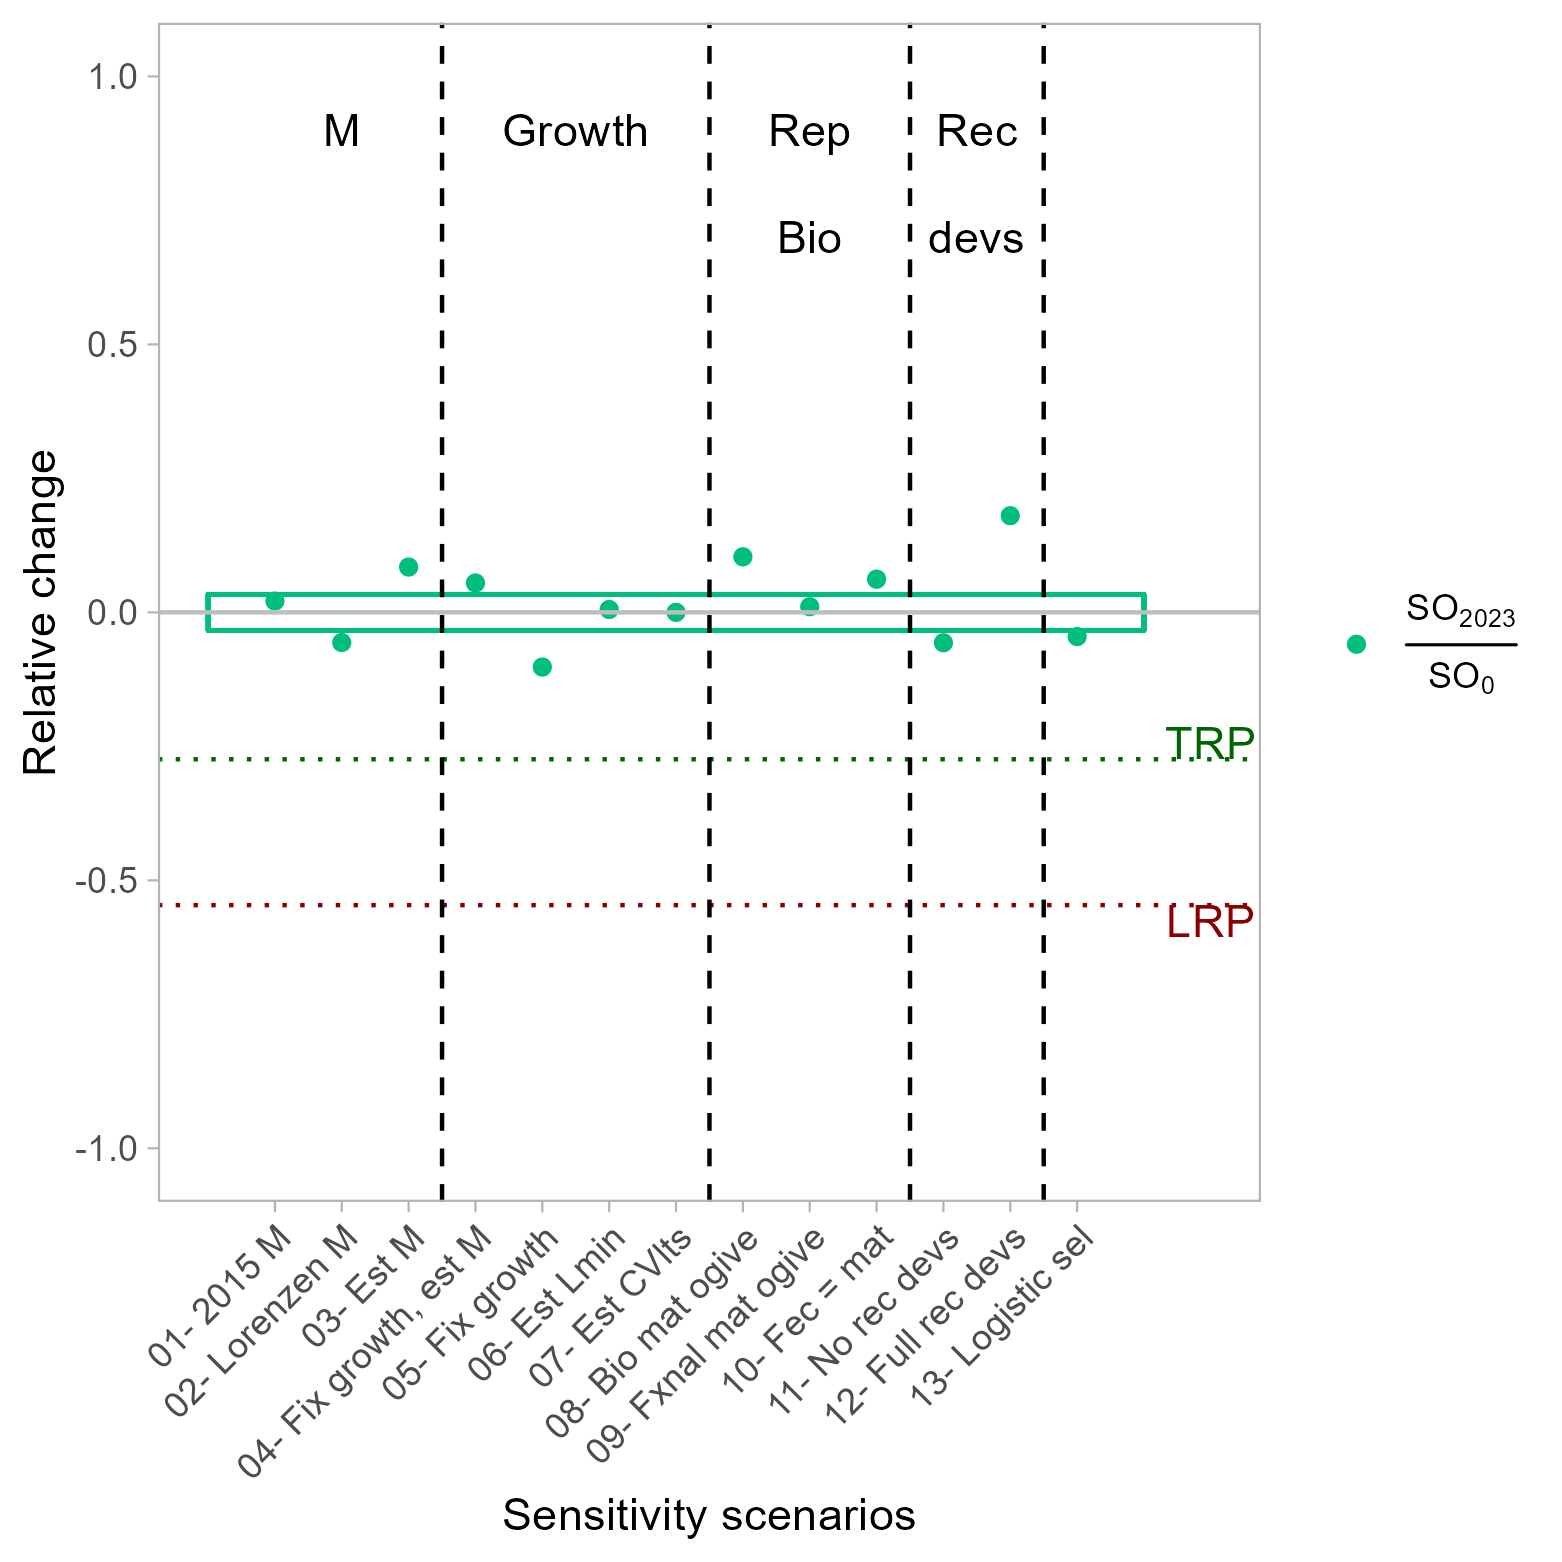 1.0
0.5
0.0
-0.5
-1.0
Relative change
M
Growth
Rep
Bio
Rec
devs
TRP
LRP
01- 2015 M
02- Lorenzen M
03- Est M
04- Fix growth, est M
05- Fix growth
06- Est Lmin
07- Est CVlts
08- Bio mat ogive
09- Fxnal mat ogive
10- Fec = mat
11- No rec devs
12- Full rec devs
13- Logistic sel
Sensitivity scenarios
SO₂₀₂₃
SO₀